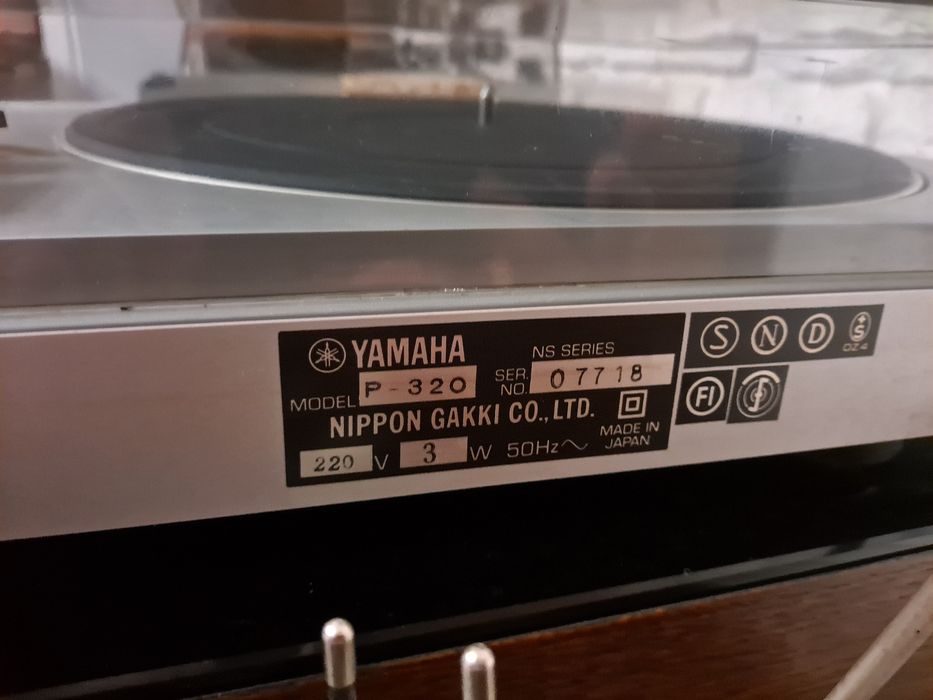 YAMAHA
NS SERIES
MODEL P-320
SER. NO. 07718
NIPPON GAKKI CO., LTD.
220 V 3 W 50Hz~
MADE IN
JAPAN
S N D S
DZ4
FI